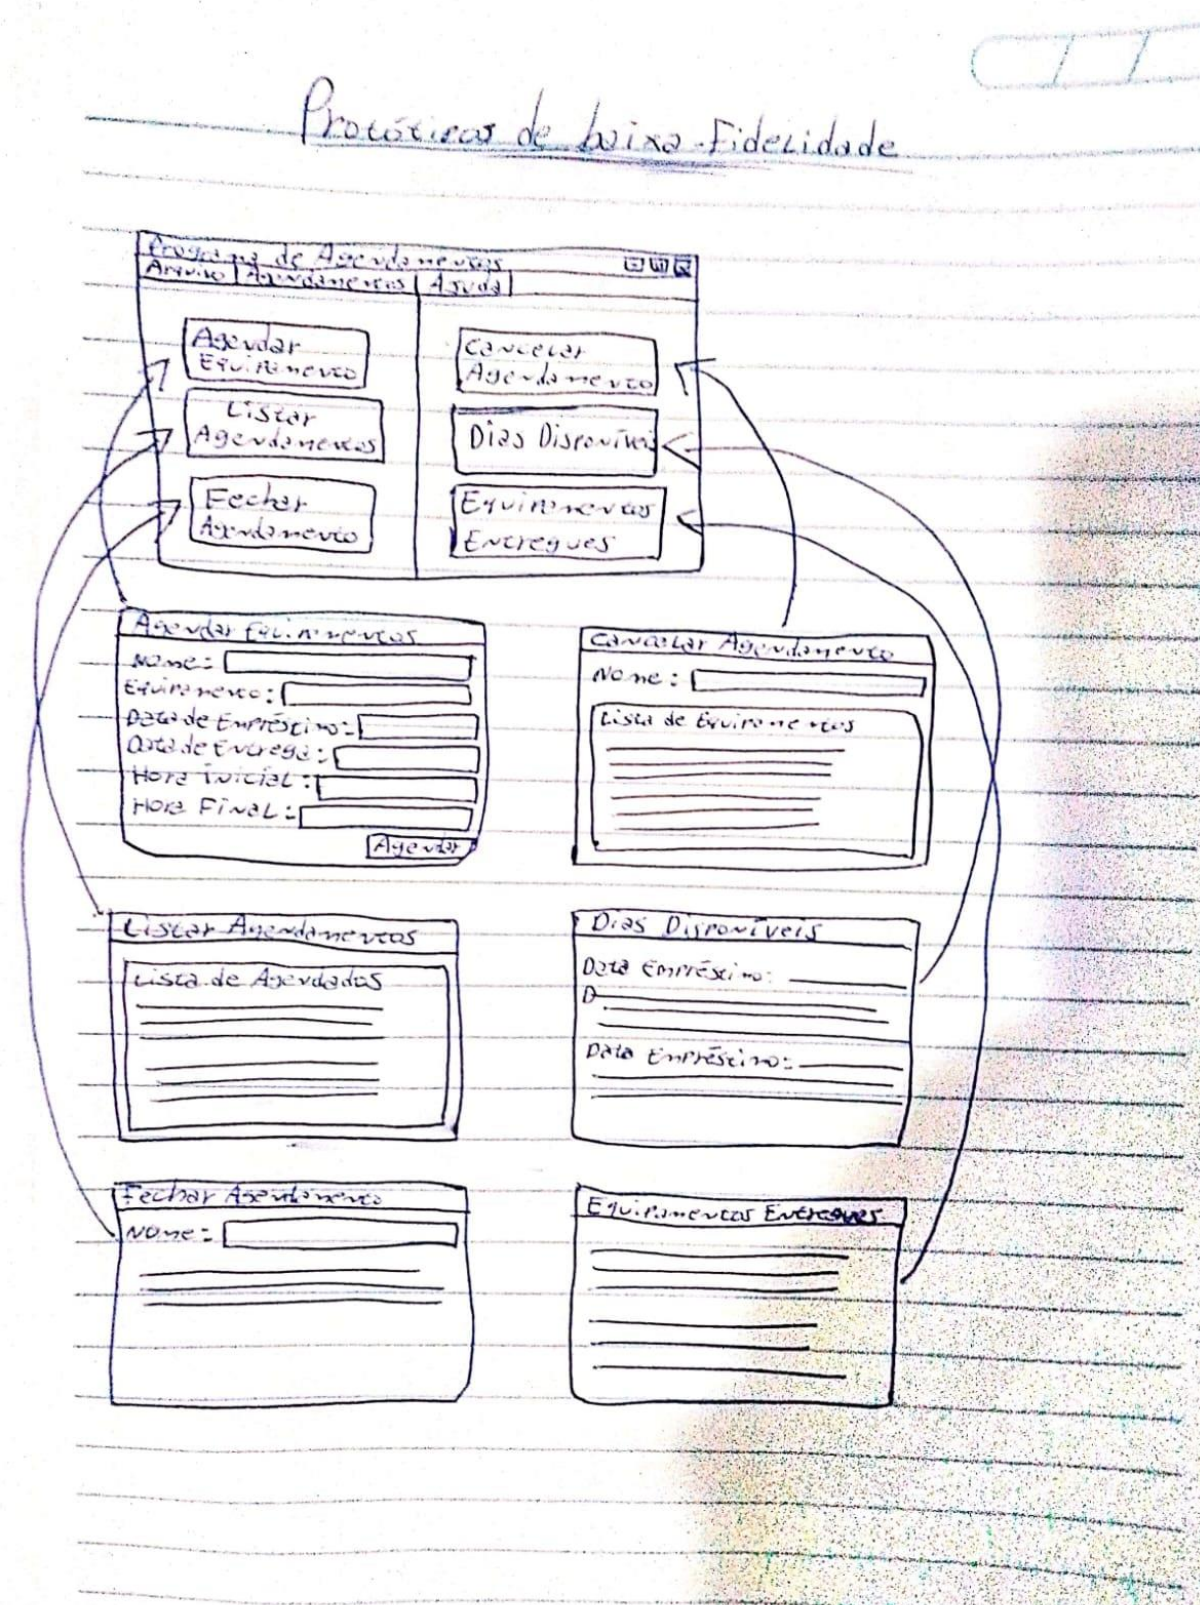 Protótipos de baixa-Fidelidade
Programa de Agendamentos
Arquivo Agendamentos Ajuda
Agendar
Equipamento
Listar
Agendamentos
Fechar
Agendamento
Cancelar
Agendamento
Dias Disponíveis
Equipamentos
Entregues
Agendar Equipamentos
Nome:
Equipamento:
Data de Empréstimo:
Data de Entrega:
Hora Inicial:
Hora Final:
Agendar
Cancelar Agendamento
Nome:
Lista de Equipamentos
Listar Agendamentos
Lista de Agendados
Dias Disponíveis
Data Empréstimo:
D
Data Empréstimo:
Fechar Agendamento
Nome:
Equipamentos Entregues